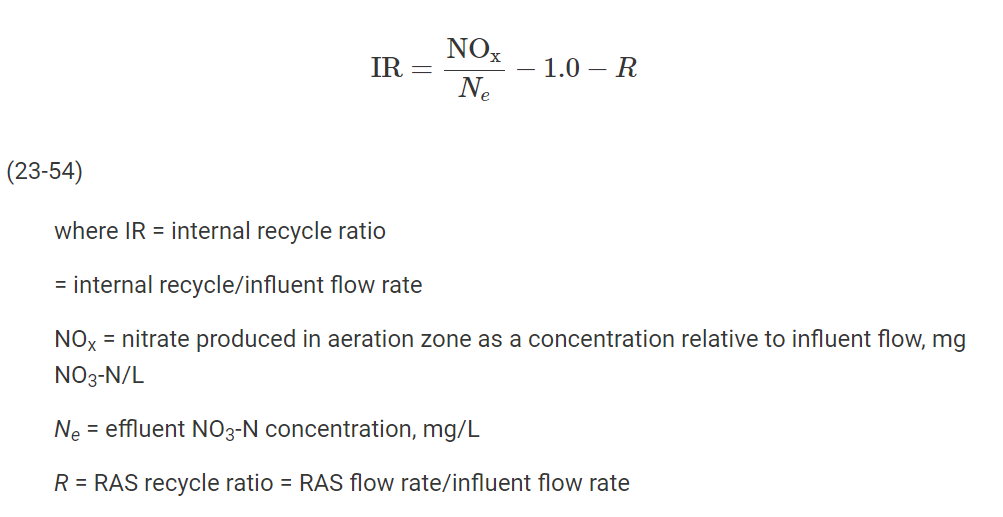 IR = NOx / Ne − 1.0 − R
(23-54)
where IR = internal recycle ratio
= internal recycle/influent flow rate
NOx = nitrate produced in aeration zone as a concentration relative to influent flow, mg
NO3-N/L
Ne = effluent NO3-N concentration, mg/L
R = RAS recycle ratio = RAS flow rate/influent flow rate